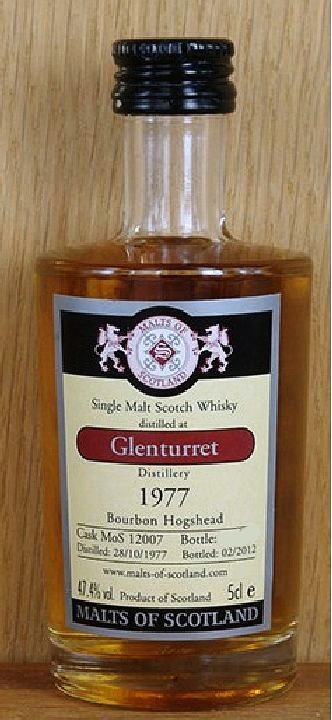 MALTS OF
S
SCOTLAND
Single Malt Scotch Whisky
distilled at
Glenturret
Distillery
1977
Bourbon Hogshead
Cask MoS 12007 Bottle:
Distilled: 28/10/1977 Bottled: 02/2012
www.malts-of-scotland.com
47,4% vol. Product of Scotland 5cl e
MALTS OF SCOTLAND